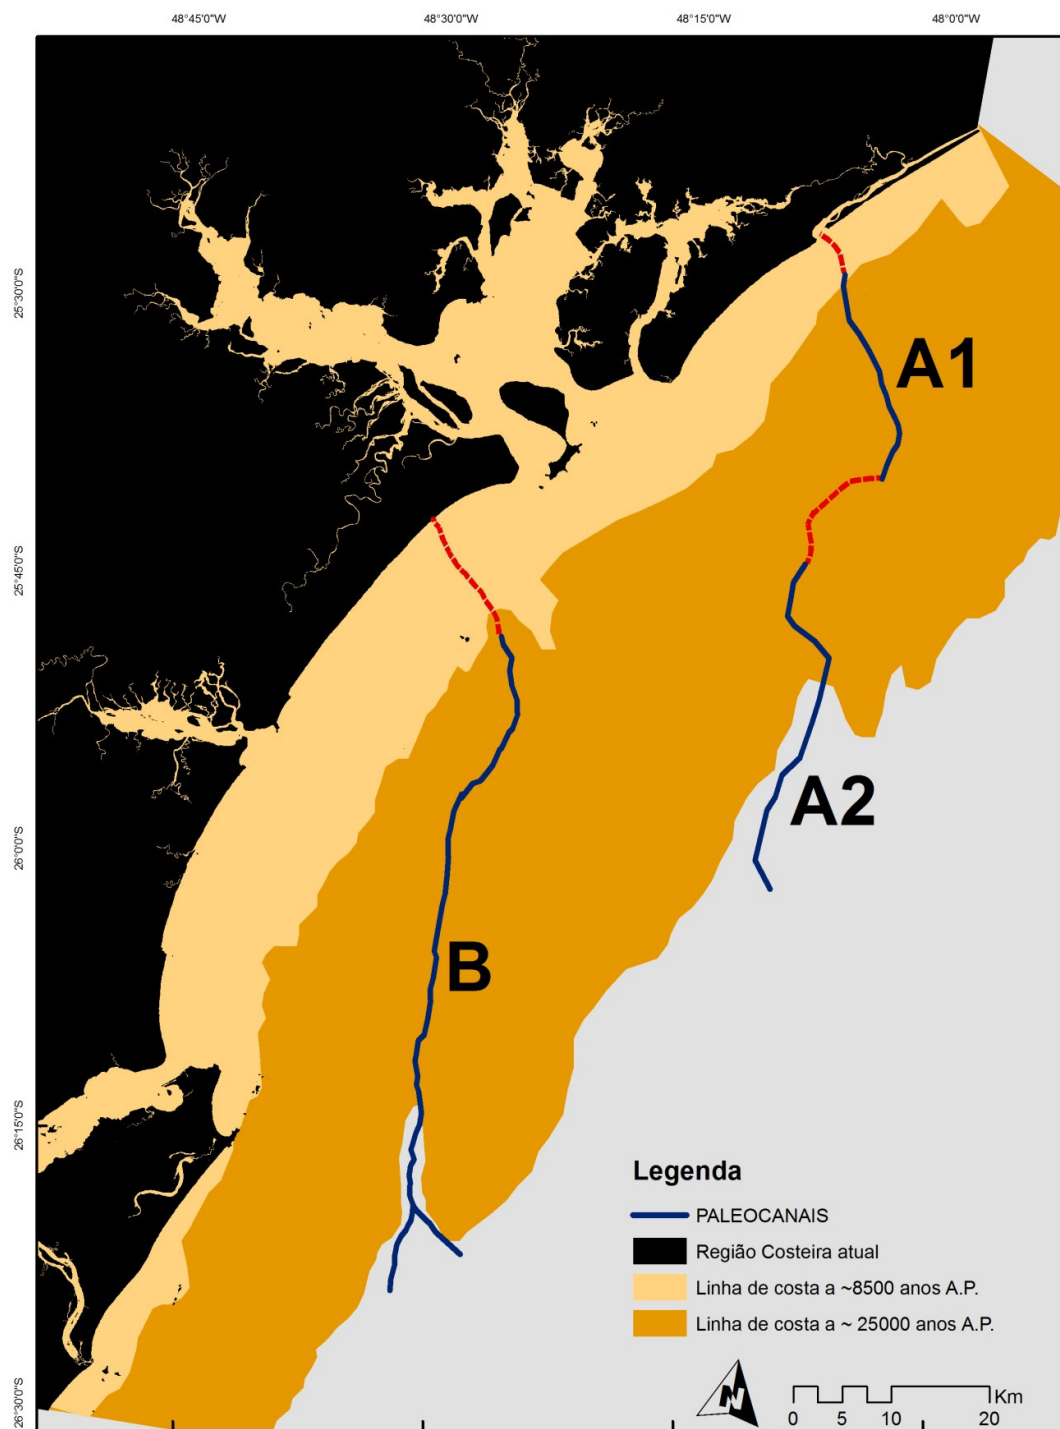 48°45'0"W 48°30'0"W 48°15'0"W 48°0'0"W
25°30'0"S
25°45'0"S
26°0'0"S
26°15'0"S
26°30'0"S
A1
A2
B
Legenda
PALEOCANAIS
Região Costeira atual
Linha de costa a ~8500 anos A.P.
Linha de costa a ~ 25000 anos A.P.
N
Km
0 5 10 20